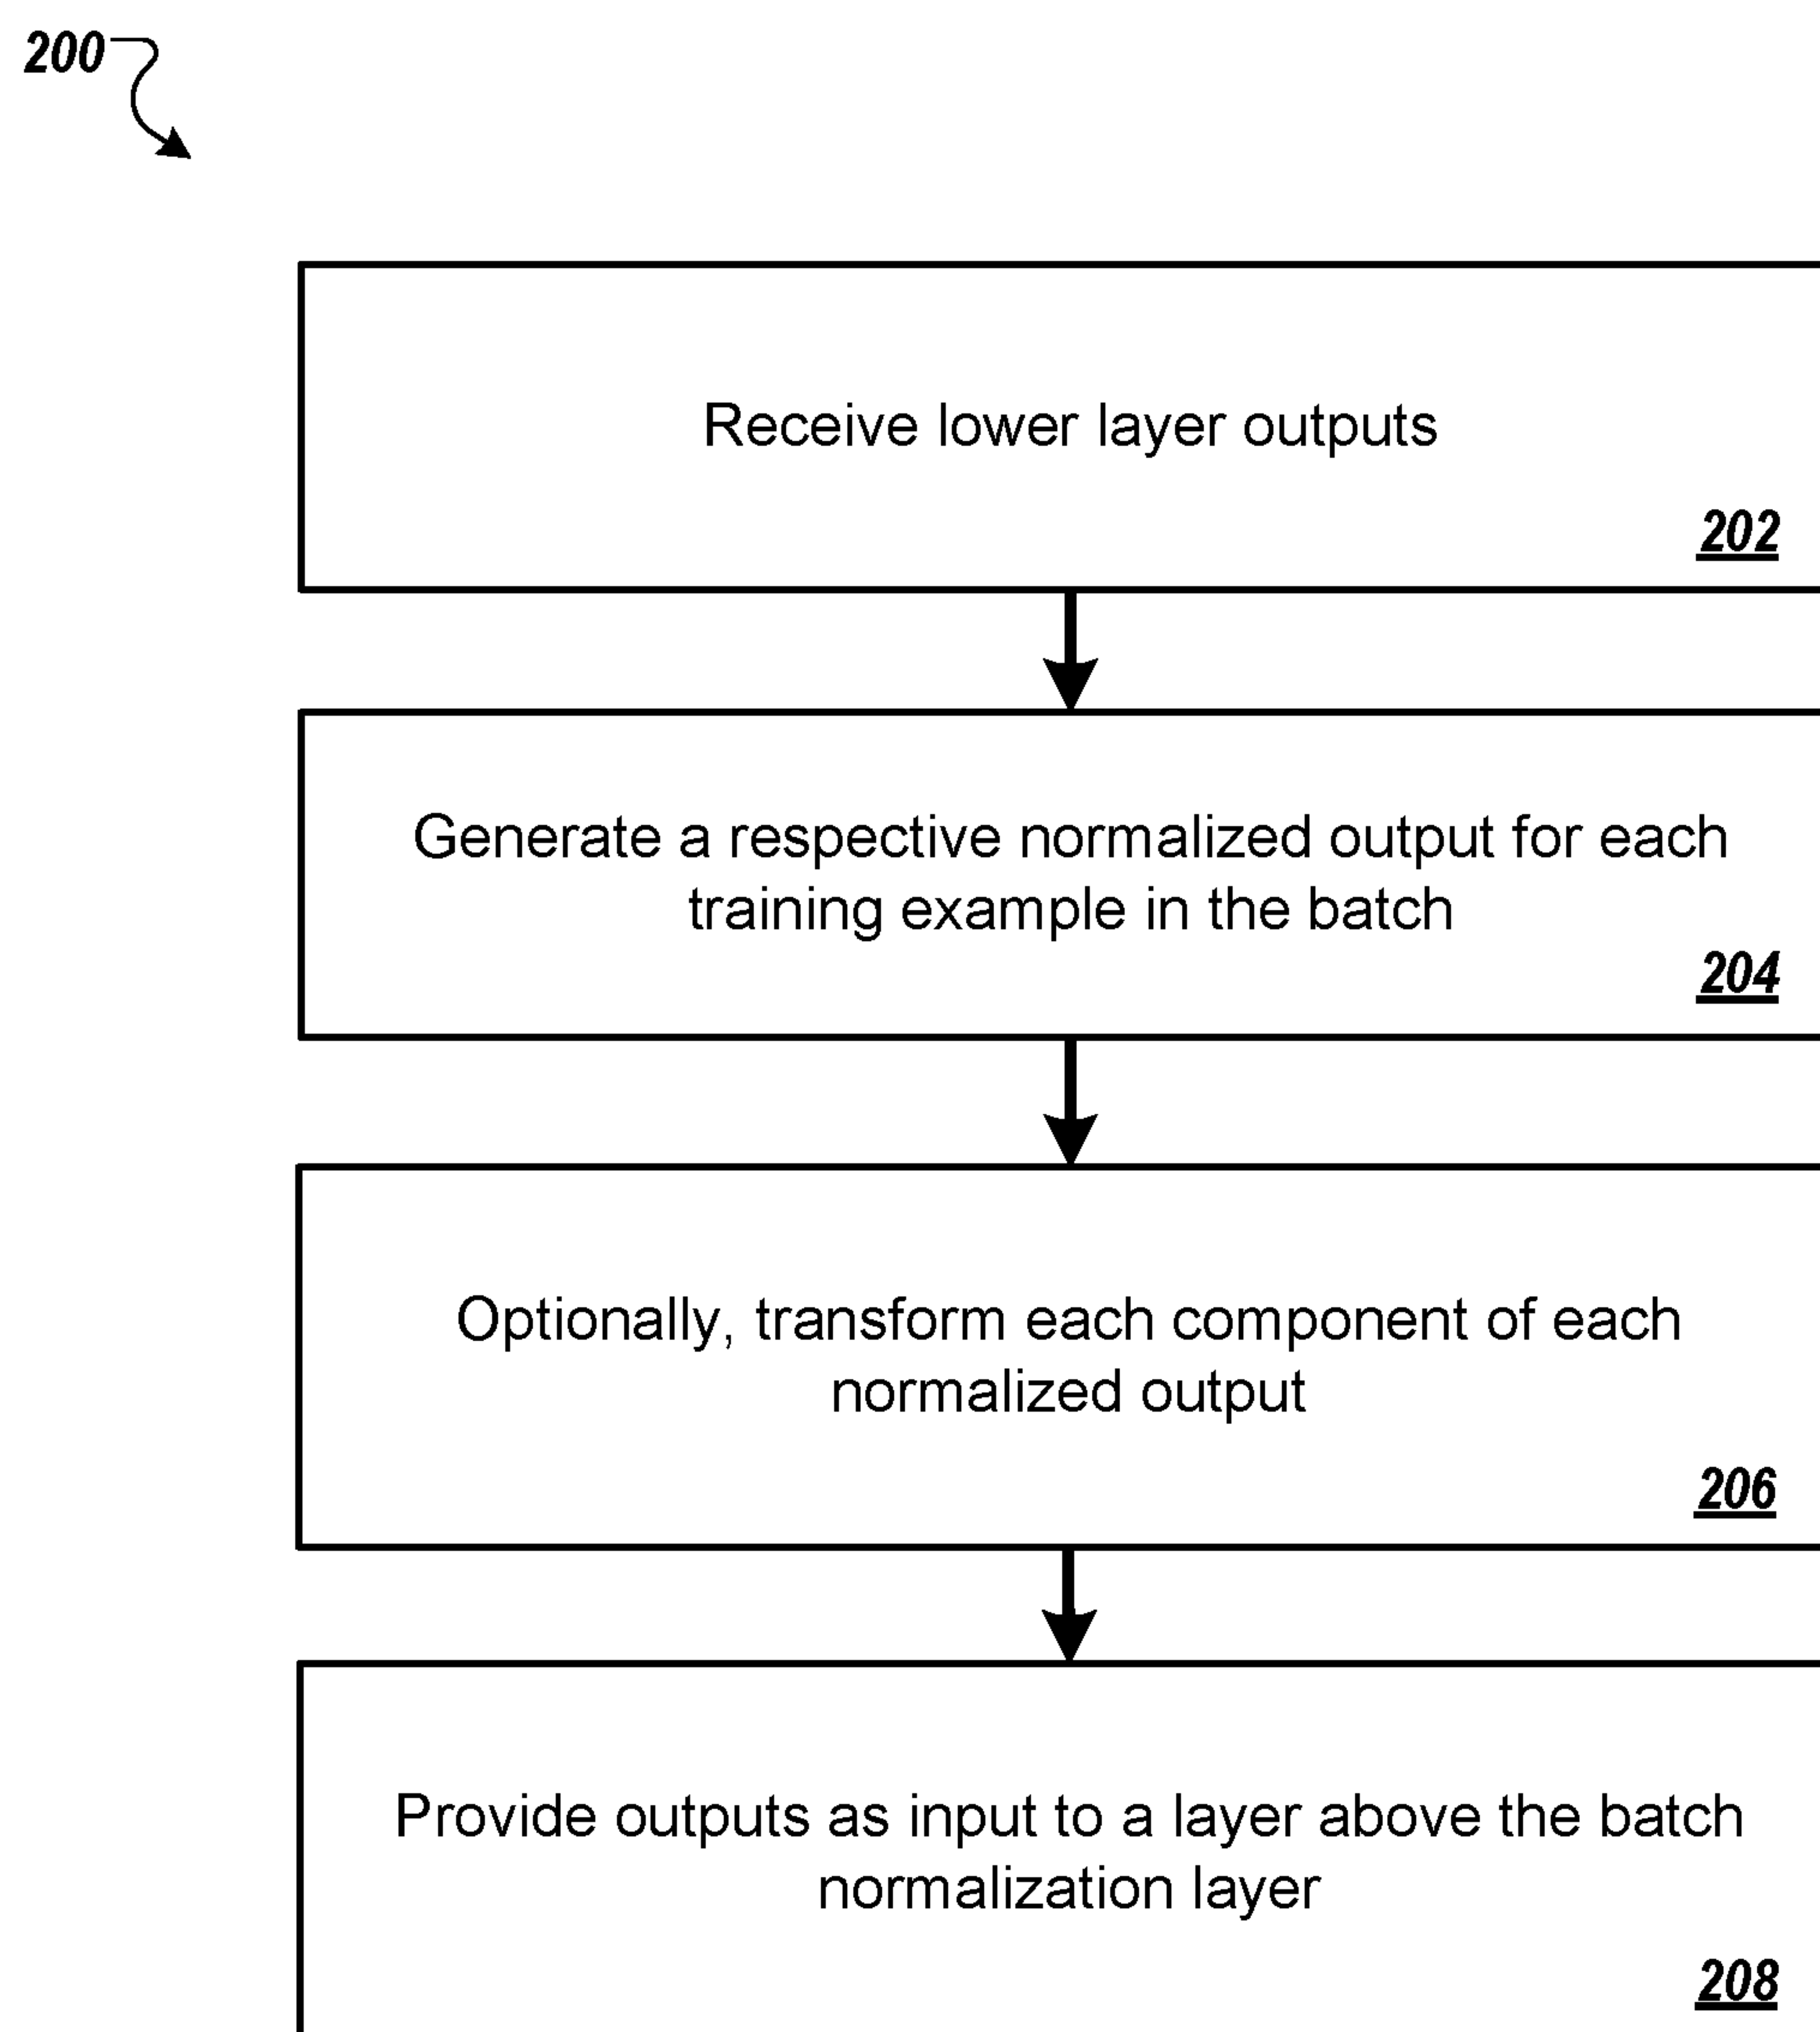 200
Receive lower layer outputs
202
Generate a respective normalized output for each
training example in the batch
204
Optionally, transform each component of each
normalized output
206
Provide outputs as input to a layer above the batch
normalization layer
208